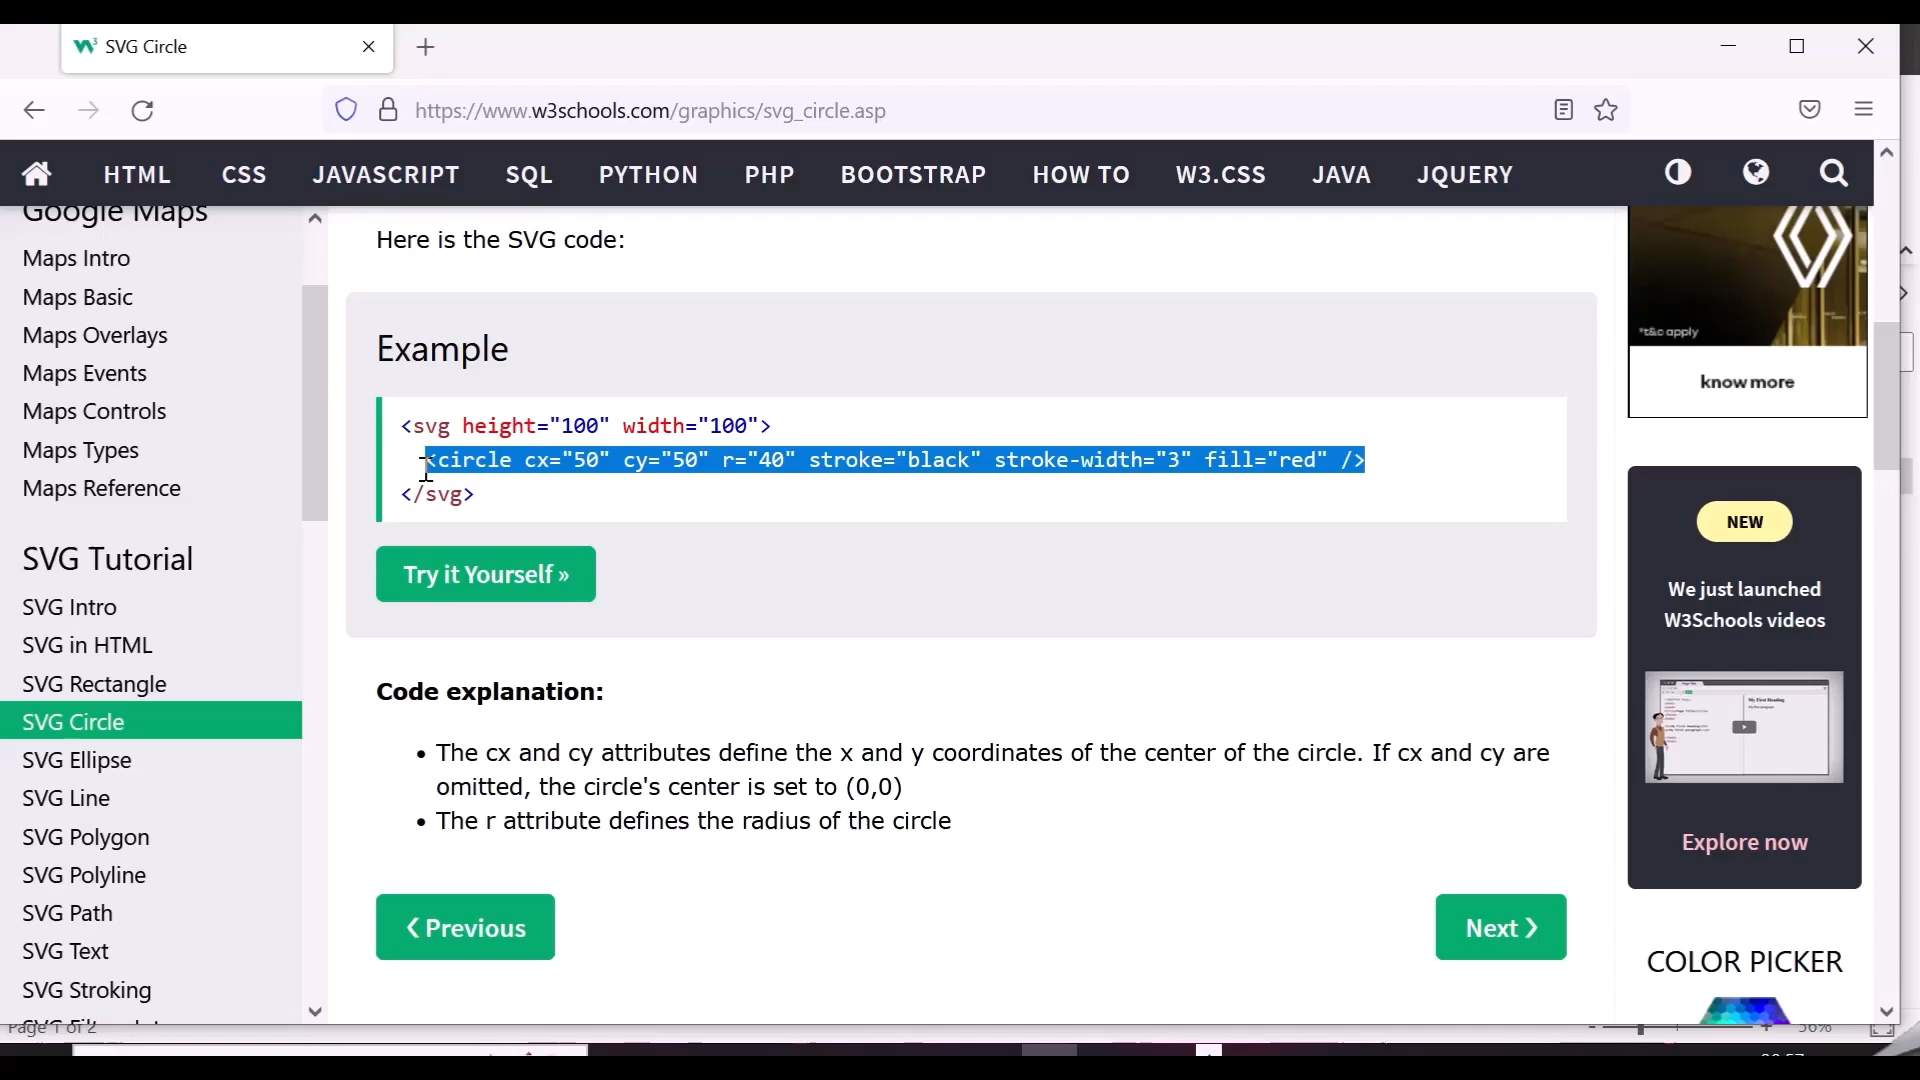 SVG Circle
https://www.w3schools.com/graphics/svg_circle.asp
HTML CSS JAVASCRIPT SQL PYTHON PHP BOOTSTRAP HOW TO W3.CSS JAVA JQUERY
Google Maps
Maps Intro
Maps Basic
Maps Overlays
Maps Events
Maps Controls
Maps Types
Maps Reference
SVG Tutorial
SVG Intro
SVG in HTML
SVG Rectangle
SVG Circle
SVG Ellipse
SVG Line
SVG Polygon
SVG Polyline
SVG Path
SVG Text
SVG Stroking
Here is the SVG code:
Example
<svg height="100" width="100">
<circle cx="50" cy="50" r="40" stroke="black" stroke-width="3" fill="red" />
</svg>
Try it Yourself »
Code explanation:
• The cx and cy attributes define the x and y coordinates of the center of the circle. If cx and cy are
omitted, the circle's center is set to (0,0)
• The r attribute defines the radius of the circle
❮ Previous
Next ❯
*t&c apply
know more
NEW
We just launched
W3Schools videos
Explore now
COLOR PICKER
Page 1 of 2
56%